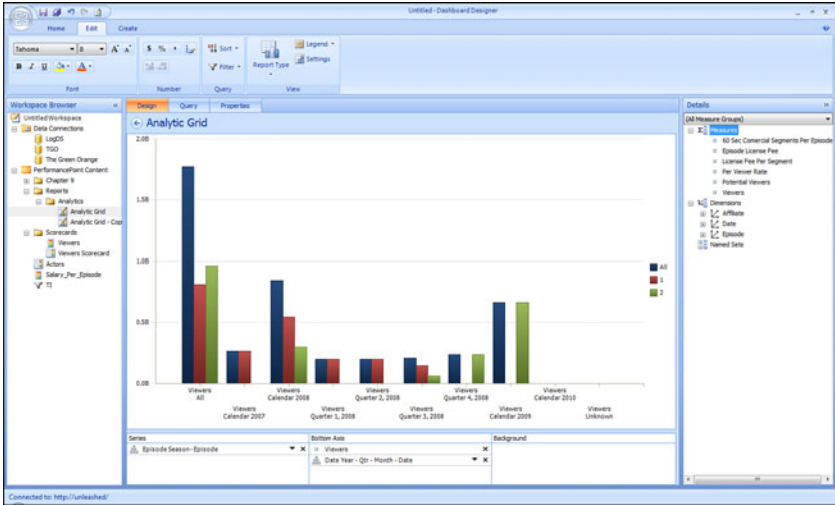 Untitled - Dashboard Designer
Home Edit Create
Tahoma 8 A A $ % Sort Legend
B I U A Filter Report Type Settings
Font Number Query View
Workspace Browser
Untitled Workspace
Data Connections
LogOS
TGO
The Green Orange
PerformancePoint Content
Chapter 9
Reports
Analytics
Analytic Grid
Analytic Grid - Cop
Scorecards
Viewers
Viewers Scorecard
Actors
Salary_Per_Episode
TI
Design Query Properties
Analytic Grid
2.0B
1.5B
1.0B
0.5B
0.0B
All
1
2
Viewers Viewers Viewers Viewers Viewers
All Calendar 2008 Quarter 2, 2008 Quarter 4, 2008 Calendar 2010
Viewers Viewers Viewers Viewers Viewers
Calendar 2007 Quarter 1, 2008 Quarter 3, 2008 Calendar 2009 Unknown
Series Bottom Axis Background
Episode Season--Episode Viewers
Date Year - Qtr - Month - Date
Details
(All Measure Groups)
Measures
60 Sec Comercial Segments Per Episode
Episode License Fee
License Fee Per Segment
Per Viewer Rate
Potential Viewers
Viewers
Dimensions
Affiliate
Date
Episode
Named Sets
Connected to: http://unleashed/